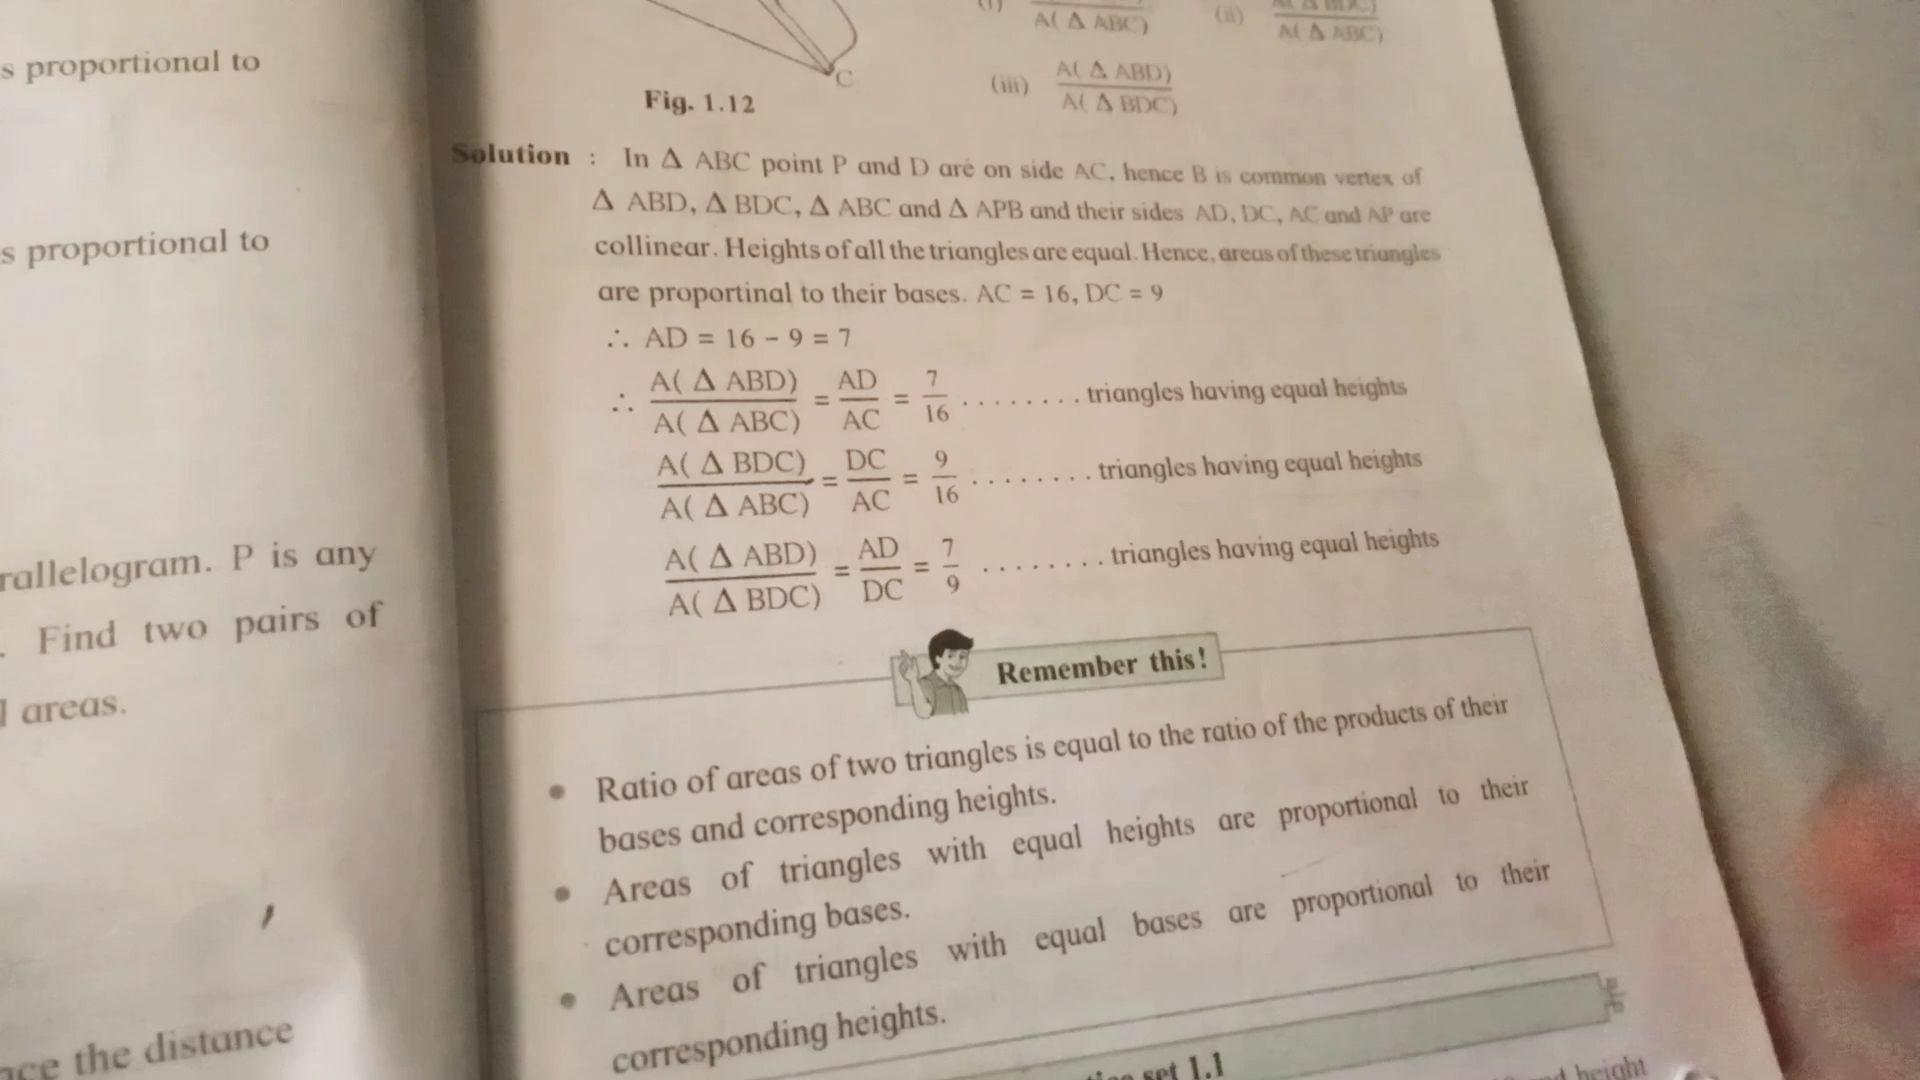 s proportional to
s proportional to
rallelogram. P is any
. Find two pairs of
l areas.
the distance
C
Fig. 1.12
A( Δ ABC)
(ii) A( Δ BDC)
A( Δ ABC)
(iii) A( Δ ABD)
A( Δ BDC)
Solution : In Δ ABC point P and D are on side AC, hence B is common vertex of
Δ ABD, Δ BDC, Δ ABC and Δ APB and their sides AD, DC, AC and AP are
collinear. Heights of all the triangles are equal. Hence, areas of these triangles
are proportinal to their bases. AC = 16, DC = 9
∴ AD = 16 - 9 = 7
∴ A( Δ ABD) / A( Δ ABC) = AD / AC = 7 / 16 ........ triangles having equal heights
A( Δ BDC) / A( Δ ABC) = DC / AC = 9 / 16 ........ triangles having equal heights
A( Δ ABD) / A( Δ BDC) = AD / DC = 7 / 9 ........ triangles having equal heights
Remember this!
• Ratio of areas of two triangles is equal to the ratio of the products of their
bases and corresponding heights.
• Areas of triangles with equal heights are proportional to their
corresponding bases.
• Areas of triangles with equal bases are proportional to their
corresponding heights.
set 1.1
height